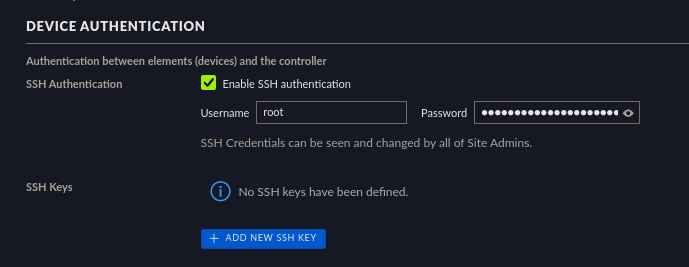 DEVICE AUTHENTICATION
Authentication between elements (devices) and the controller
SSH Authentication
Enable SSH authentication
Username root Password ••••••••••••••••••••
SSH Credentials can be seen and changed by all of Site Admins.
SSH Keys
No SSH keys have been defined.
+ ADD NEW SSH KEY